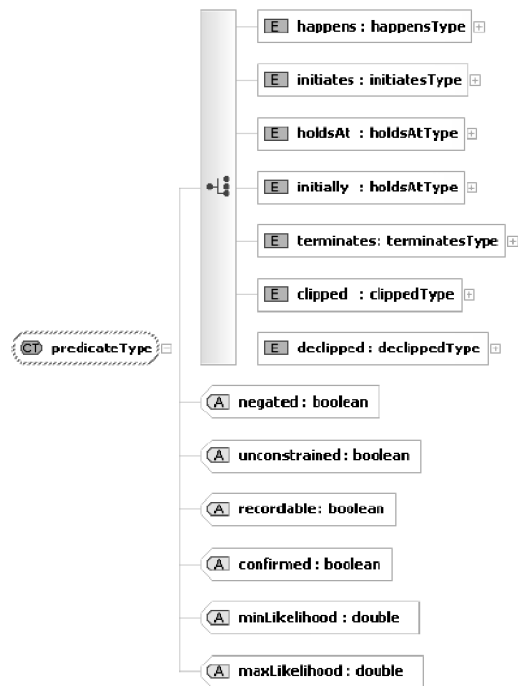 E happens : happensType
E initiates : initiatesType
E holdsAt : holdsAtType
E initially : holdsAtType
E terminates: terminatesType
E clipped : clippedType
CT predicateType
E declipped : declippedType
A negated : boolean
A unconstrained : boolean
A recordable: boolean
A confirmed : boolean
A minLikelihood : double
A maxLikelihood : double